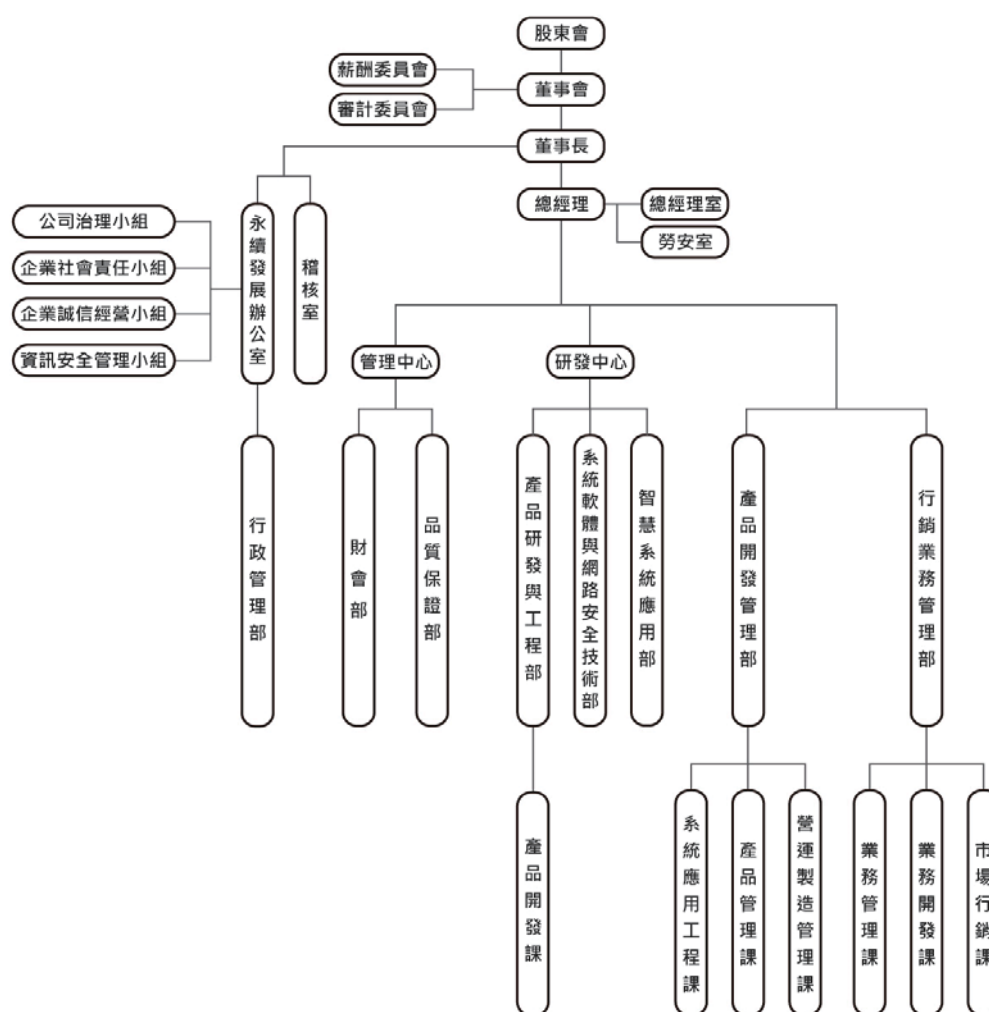 股東會
薪酬委員會
董事會
審計委員會
董事長
總經理
總經理室
勞安室
公司治理小組
企業社會責任小組
企業誠信經營小組
資訊安全管理小組
永續發展辦公室
稽核室
管理中心
研發中心
行政管理部
財會部
品質保證部
產品研發與工程部
系統軟體與網路安全技術部
智慧系統應用部
產品開發管理部
行銷業務管理部
產品開發課
系統應用工程課
產品管理課
營運製造管理課
業務管理課
業務開發課
市場行銷課